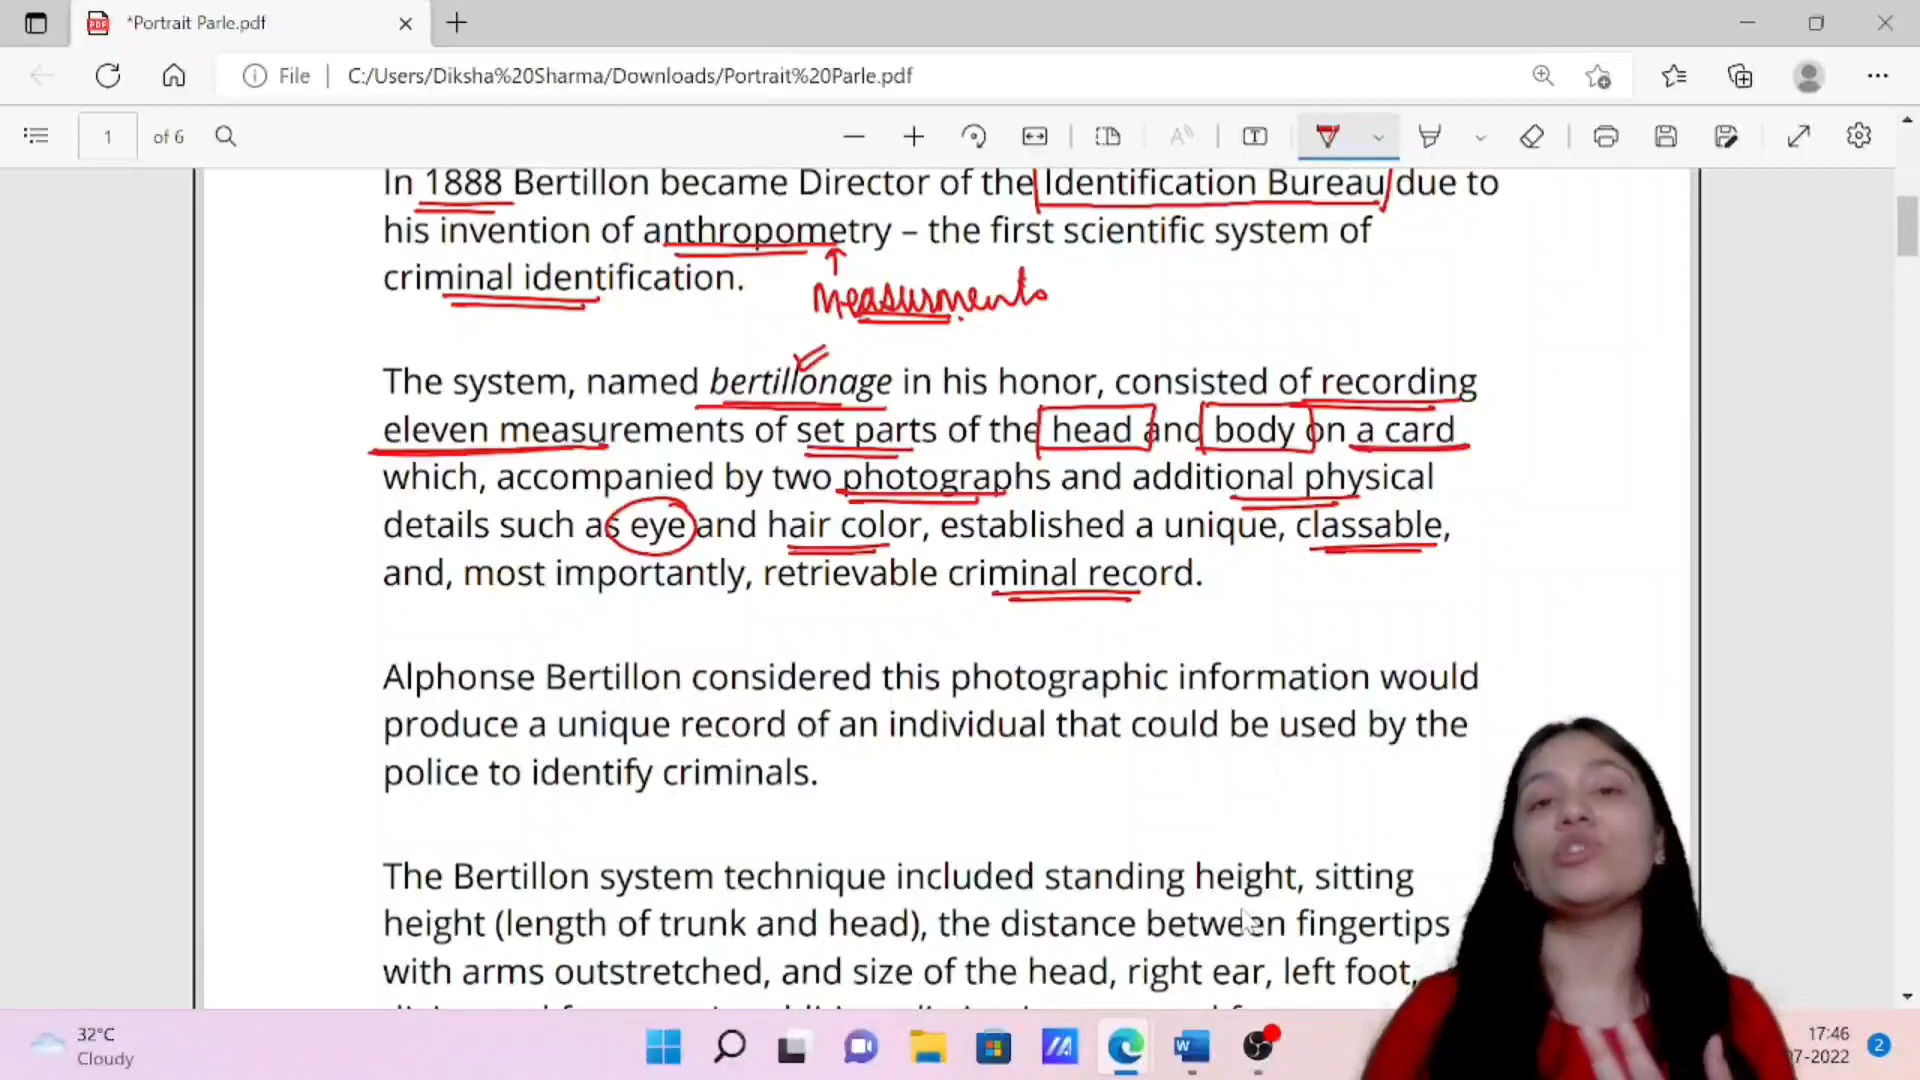 *Portrait Parle.pdf
File
C:/Users/Diksha%20Sharma/Downloads/Portrait%20Parle.pdf
1 of 6
In 1888 Bertillon became Director of the Identification Bureau due to
his invention of anthropometry – the first scientific system of
criminal identification.
Measurments
The system, named bertillonage in his honor, consisted of recording
eleven measurements of set parts of the head and body on a card
which, accompanied by two photographs and additional physical
details such as eye and hair color, established a unique, classable,
and, most importantly, retrievable criminal record.
Alphonse Bertillon considered this photographic information would
produce a unique record of an individual that could be used by the
police to identify criminals.
The Bertillon system technique included standing height, sitting
height (length of trunk and head), the distance between fingertips
with arms outstretched, and size of the head, right ear, left foot,
32°C
Cloudy
17:46
7-2022
2